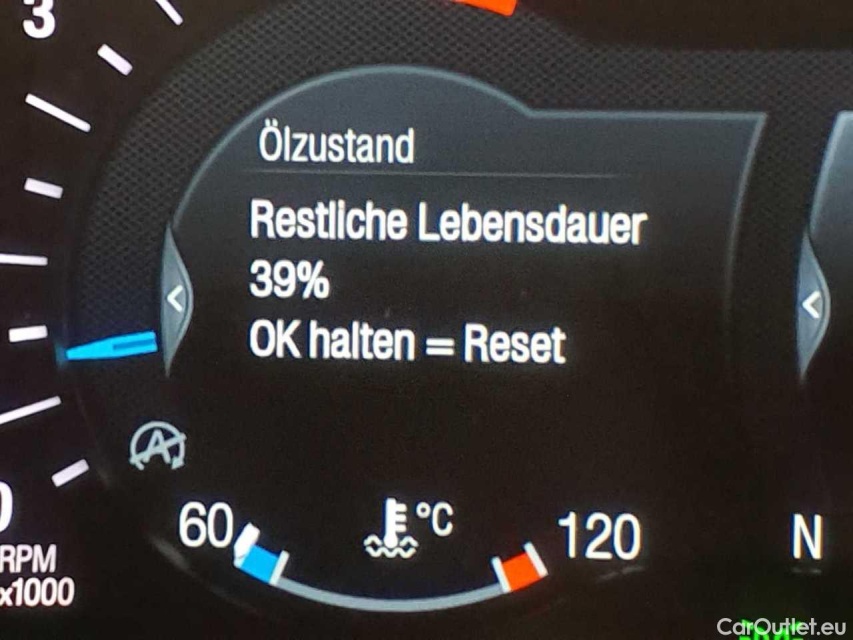 3
Ölzustand
Restliche Lebensdauer
39%
OK halten = Reset
60
°C
120
N
0
RPM
x1000
CarOutlet.eu